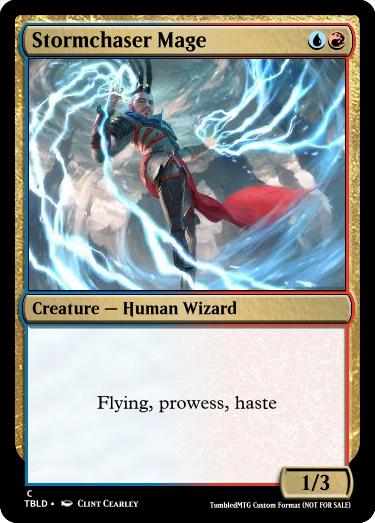 Stormchaser Mage
Creature — Human Wizard
Flying, prowess, haste
1/3
C
TBLD • Clint Cearley
TumbledMTG Custom Format (NOT FOR SALE)